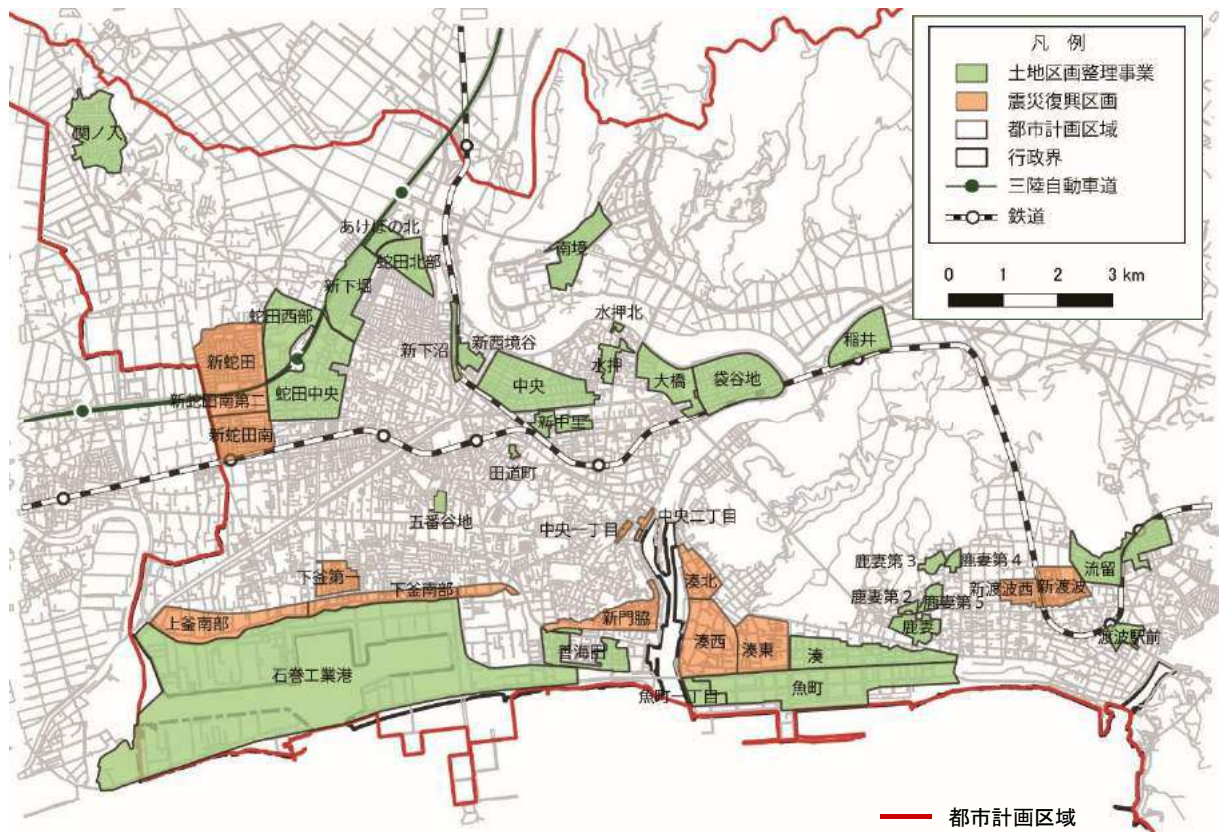 凡例
土地区画整理事業
震災復興区画
都市計画区域
行政界
三陸自動車道
鉄道
0 1 2 3 km
関ノ入
あけぼの北
蛇田北部
南境
新下堀
蛇田西部
水押北
稲井
新蛇田
新下沼
新西境谷
中央
水押
大橋
袋谷地
蛇田中央
新蛇田南第二
新中里
新蛇田南
田道町
五番谷地
中央一丁目
中央二丁目
鹿妻第3
鹿妻第4
流留
下釜第一
下釜南部
湊北
新渡波西
新渡波
鹿妻第2
鹿妻第5
上釜南部
新門脇
鹿妻
渡波駅前
湊西
湊東
湊
石巻工業港
魚町
魚町一丁目
都市計画区域